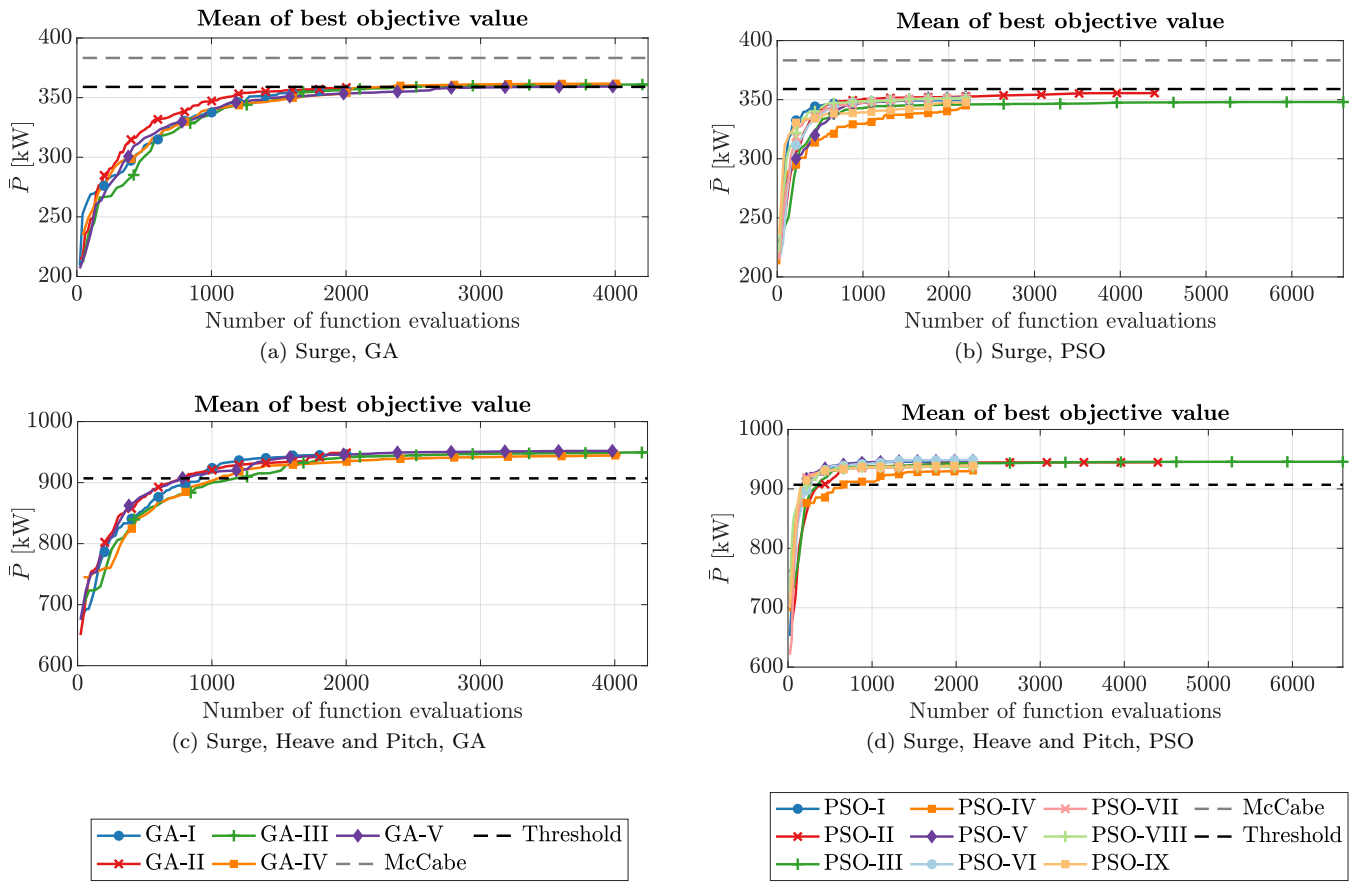 Mean of best objective value
400
350
300
250
200
P̄ [kW]
0 1000 2000 3000 4000
Number of function evaluations
(a) Surge, GA
Mean of best objective value
400
350
300
250
200
P̄ [kW]
0 1000 2000 3000 4000 5000 6000
Number of function evaluations
(b) Surge, PSO
Mean of best objective value
1000
900
800
700
600
P̄ [kW]
0 1000 2000 3000 4000
Number of function evaluations
(c) Surge, Heave and Pitch, GA
Mean of best objective value
1000
900
800
700
600
P̄ [kW]
0 1000 2000 3000 4000 5000 6000
Number of function evaluations
(d) Surge, Heave and Pitch, PSO
GA-I GA-III GA-V Threshold
GA-II GA-IV McCabe
PSO-I PSO-IV PSO-VII McCabe
PSO-II PSO-V PSO-VIII Threshold
PSO-III PSO-VI PSO-IX